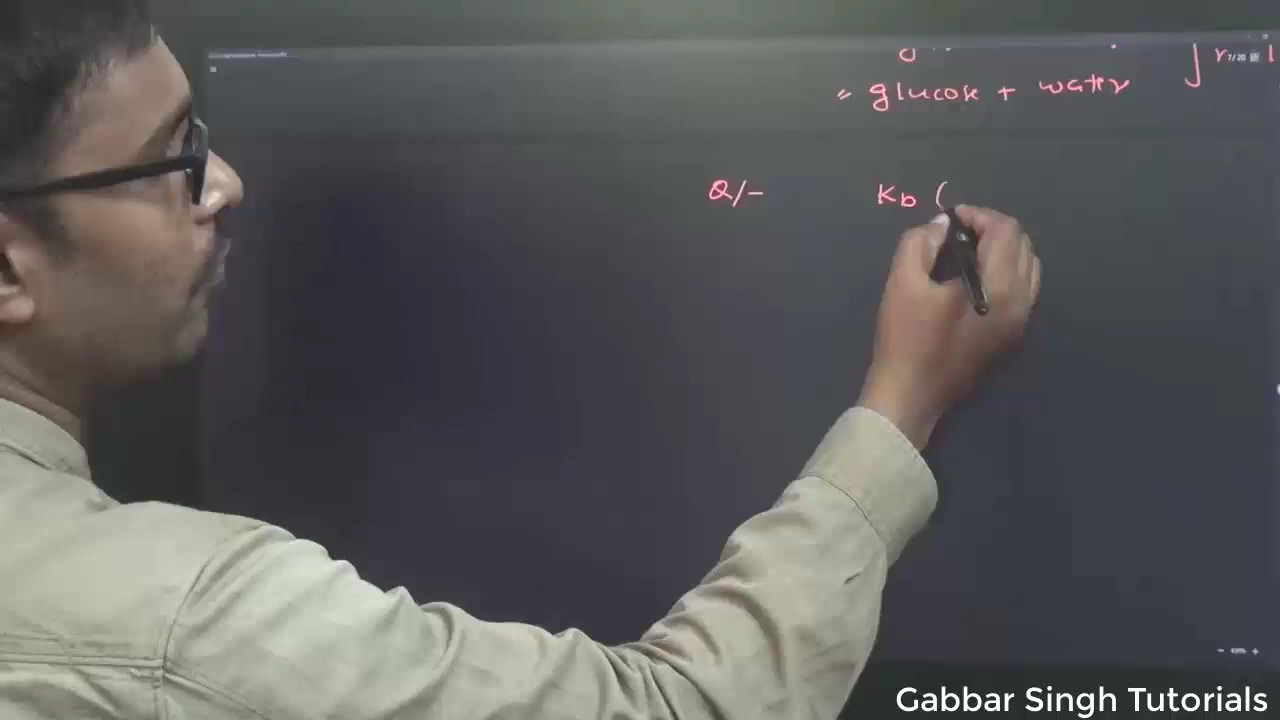 = glucose + water
Q/- Kb (
Gabbar Singh Tutorials